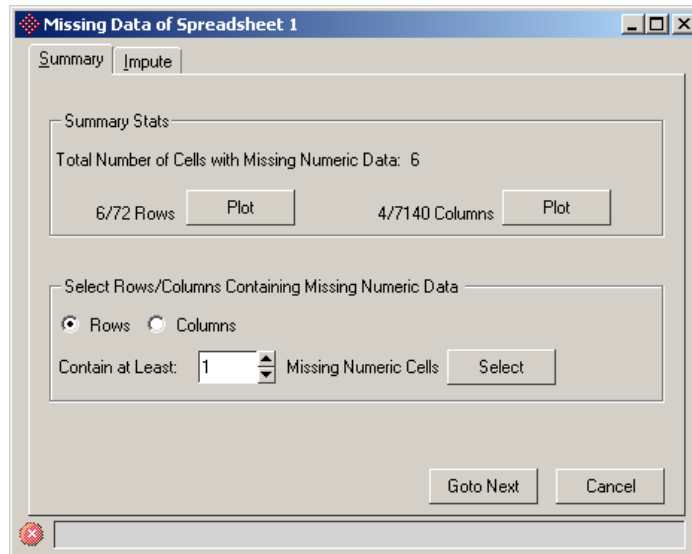 Missing Data of Spreadsheet 1
Summary Impute
Summary Stats
Total Number of Cells with Missing Numeric Data: 6
6/72 Rows Plot 4/7140 Columns Plot
Select Rows/Columns Containing Missing Numeric Data
Rows Columns
Contain at Least: 1 Missing Numeric Cells Select
Goto Next Cancel